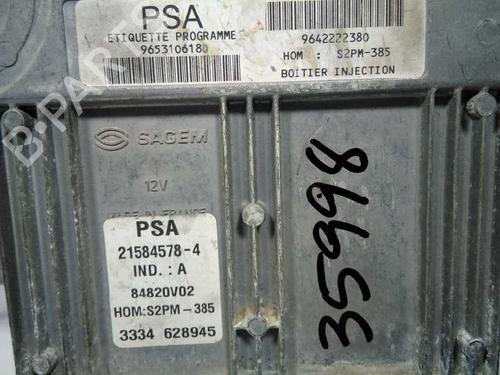 PSA
ETIQUETTE PROGRAMME
9653106180
9642222380
HOM : S2PM-385
BOITIER INJECTION
SAGEM
12V
MADE IN FRANCE
PSA
21584578-4
IND. : A
84820V02
HOM:S2PM-385
3334 628945
35998
B-PARTS